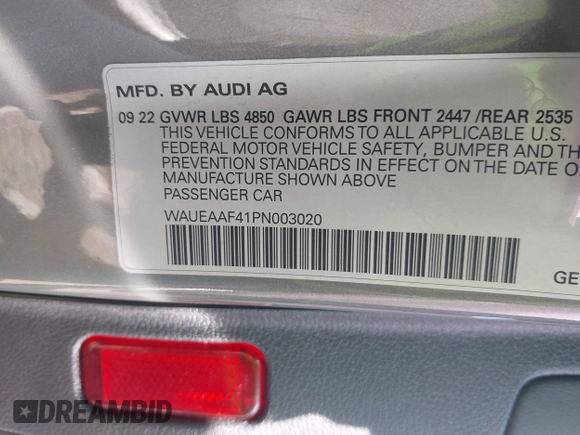 MFD. BY AUDI AG
09 22 GVWR LBS 4850 GAWR LBS FRONT 2447 /REAR 2535
THIS VEHICLE CONFORMS TO ALL APPLICABLE U.S.
FEDERAL MOTOR VEHICLE SAFETY, BUMPER AND TH
PREVENTION STANDARDS IN EFFECT ON THE DATE O
MANUFACTURE SHOWN ABOVE
PASSENGER CAR
WAUEAAF41PN003020
GE
DREAMBID